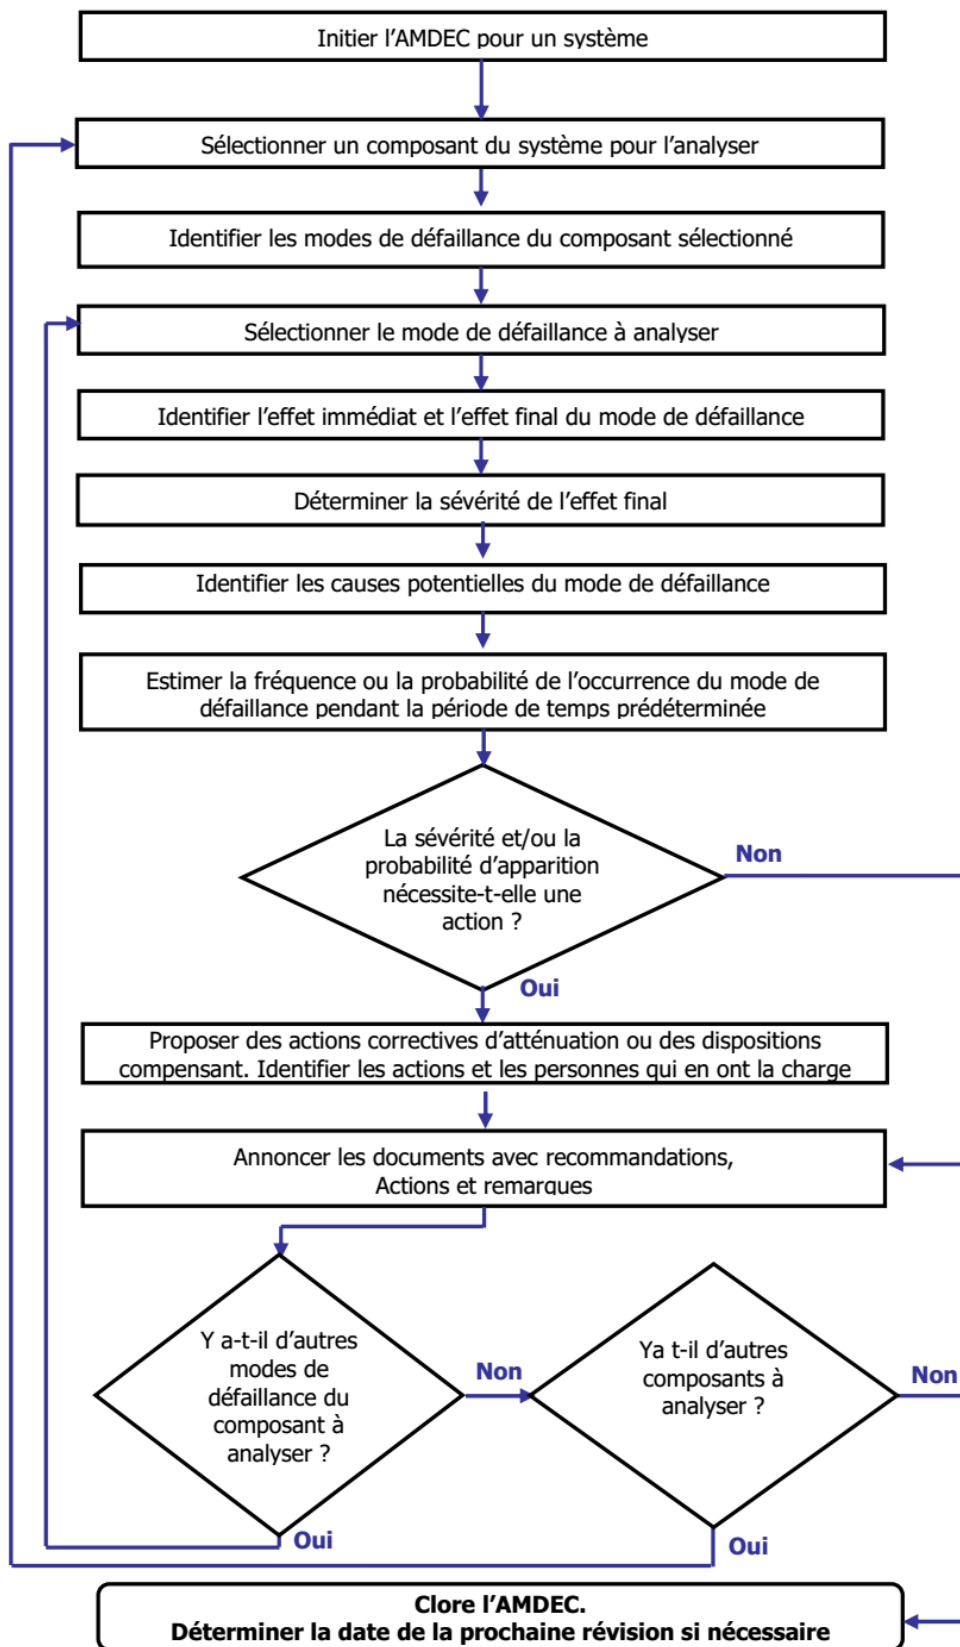 Initier l’AMDEC pour un système
Sélectionner un composant du système pour l’analyser
Identifier les modes de défaillance du composant sélectionné
Sélectionner le mode de défaillance à analyser
Identifier l’effet immédiat et l’effet final du mode de défaillance
Déterminer la sévérité de l’effet final
Identifier les causes potentielles du mode de défaillance
Estimer la fréquence ou la probabilité de l’occurrence du mode de
défaillance pendant la période de temps prédéterminée
La sévérité et/ou la
probabilité d’apparition
nécessite-t-elle une
action ?
Non
Oui
Proposer des actions correctives d’atténuation ou des dispositions
compensant. Identifier les actions et les personnes qui en ont la charge
Annoncer les documents avec recommandations,
Actions et remarques
Y a-t-il d’autres
modes de
défaillance du
composant à
analyser ?
Non
Oui
Ya t-il d’autres
composants à
analyser ?
Non
Oui
Clore l’AMDEC.
Déterminer la date de la prochaine révision si nécessaire